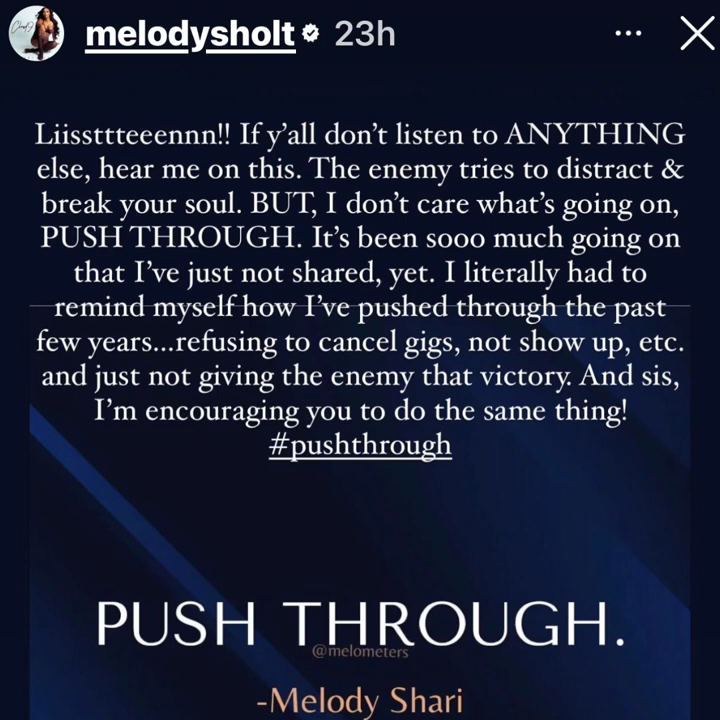 melodysholt 23h
Liissttteeennn!! If y'all don't listen to ANYTHING
else, hear me on this. The enemy tries to distract &
break your soul. BUT, I don't care what's going on,
PUSH THROUGH. It's been sooo much going on
that I've just not shared, yet. I literally had to
remind myself how I've pushed through the past
few years...refusing to cancel gigs, not show up, etc.
and just not giving the enemy that victory. And sis,
I'm encouraging you to do the same thing!
#pushthrough
PUSH THROUGH.
@melometers
-Melody Shari